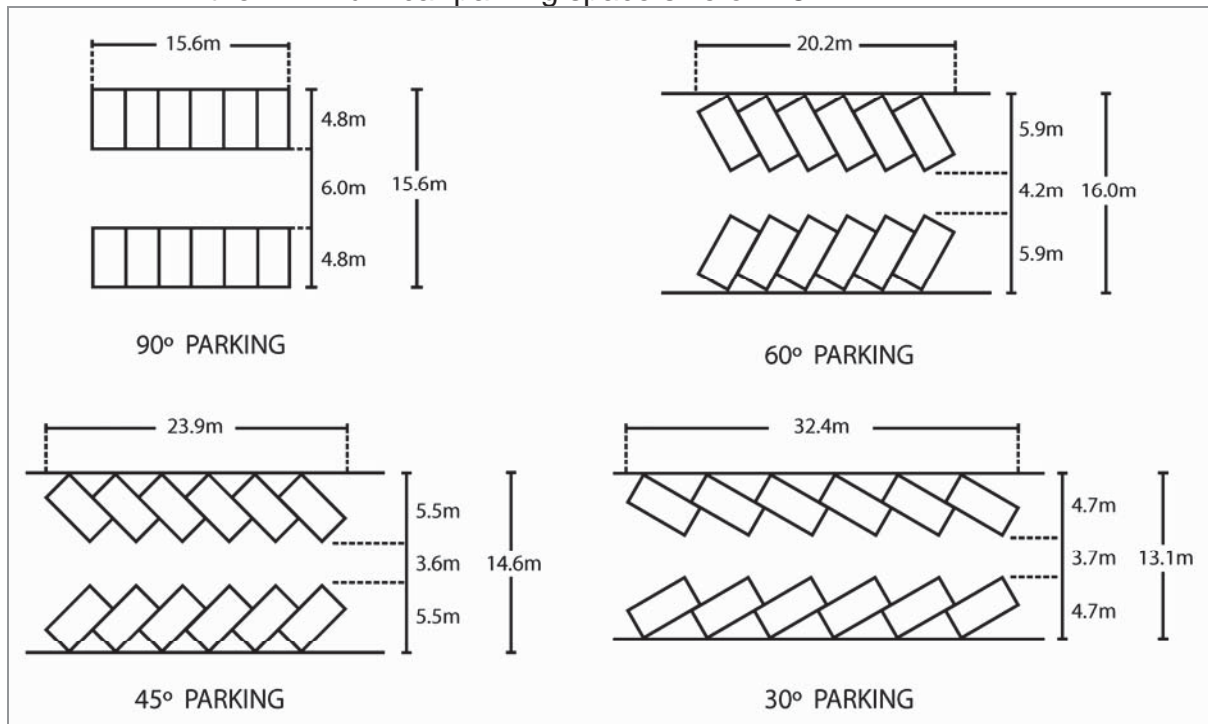 15.6m
4.8m
6.0m
15.6m
4.8m
90º PARKING
20.2m
5.9m
4.2m
16.0m
5.9m
60º PARKING
23.9m
5.5m
3.6m
14.6m
5.5m
45º PARKING
32.4m
4.7m
3.7m
13.1m
4.7m
30º PARKING